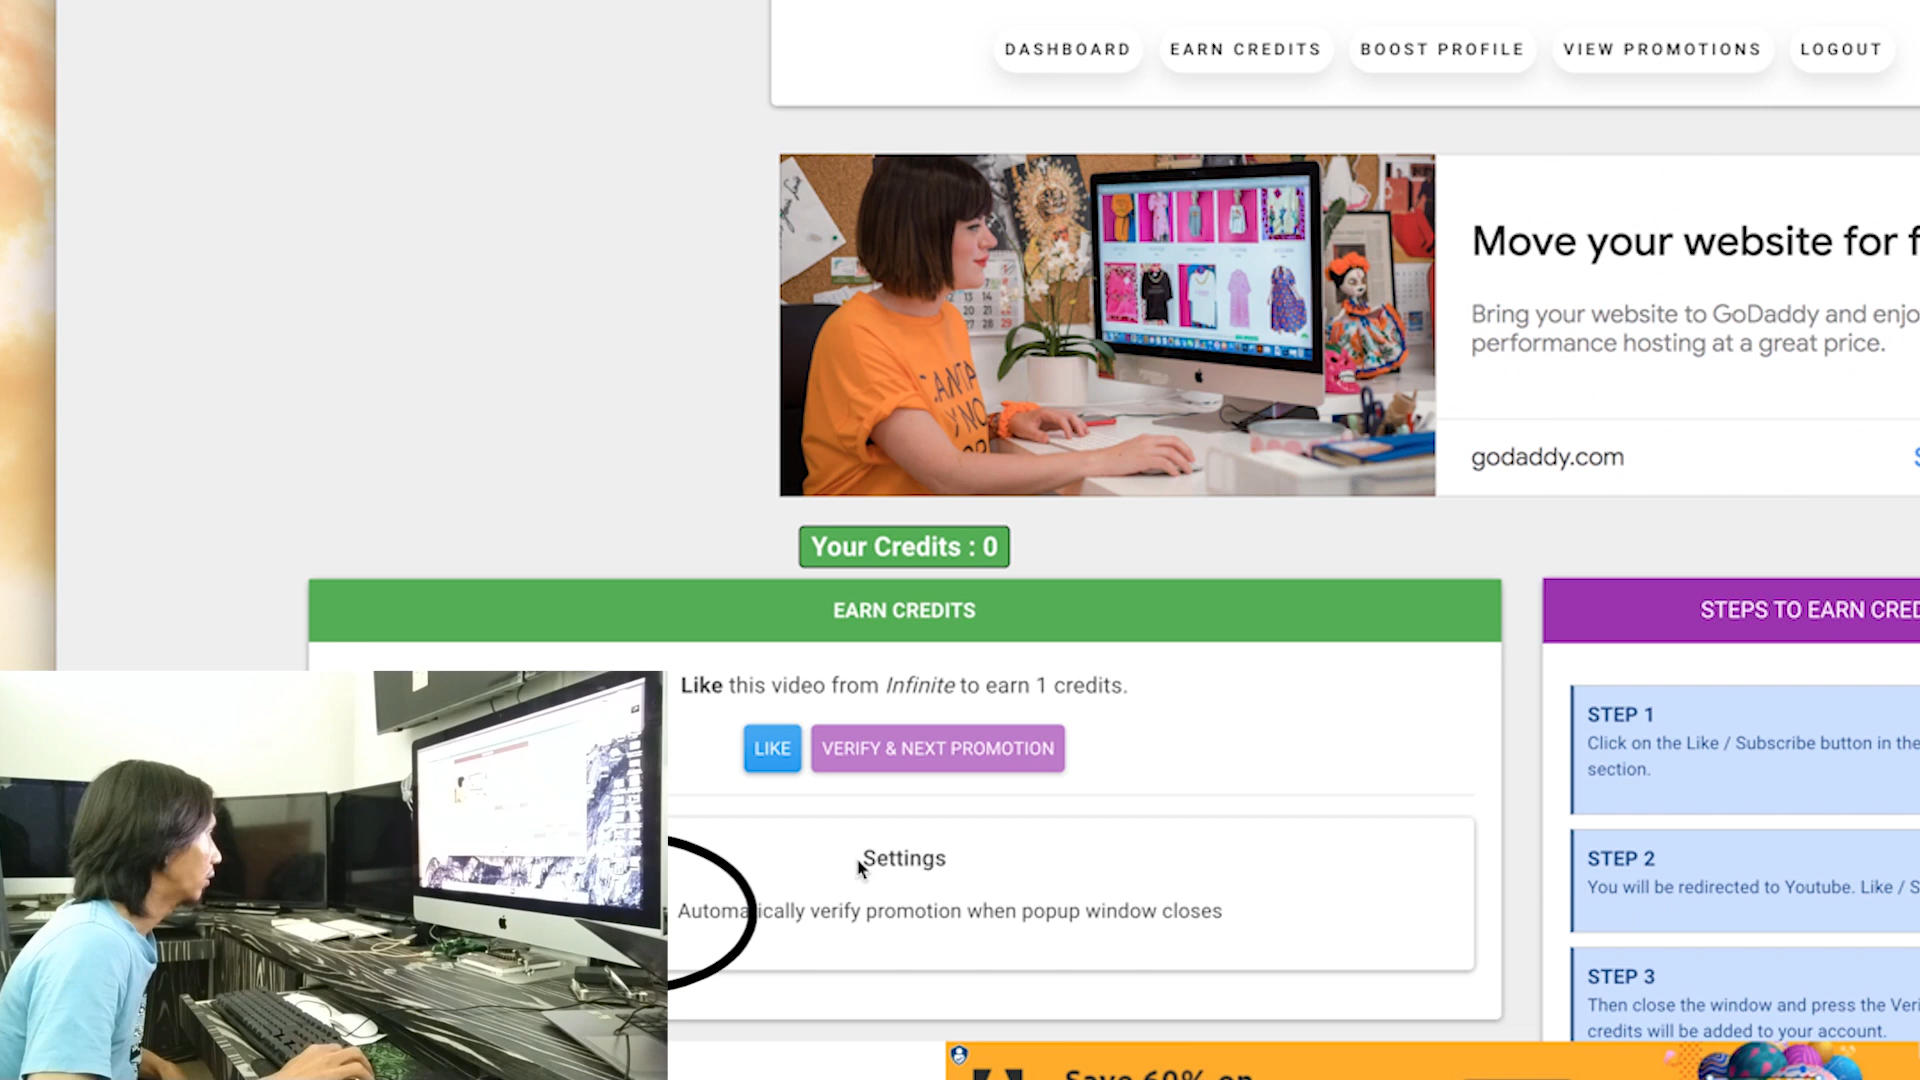 DASHBOARD EARN CREDITS BOOST PROFILE VIEW PROMOTIONS LOGOUT
Move your website for f
Bring your website to GoDaddy and enjo
performance hosting at a great price.
godaddy.com
Your Credits : 0
EARN CREDITS
Like this video from Infinite to earn 1 credits.
LIKE VERIFY & NEXT PROMOTION
Settings
Automatically verify promotion when popup window closes
STEPS TO EARN CRED
STEP 1
Click on the Like / Subscribe button in the
section.
STEP 2
You will be redirected to Youtube. Like / S
STEP 3
Then close the window and press the Veri
credits will be added to your account.
Save 60% on